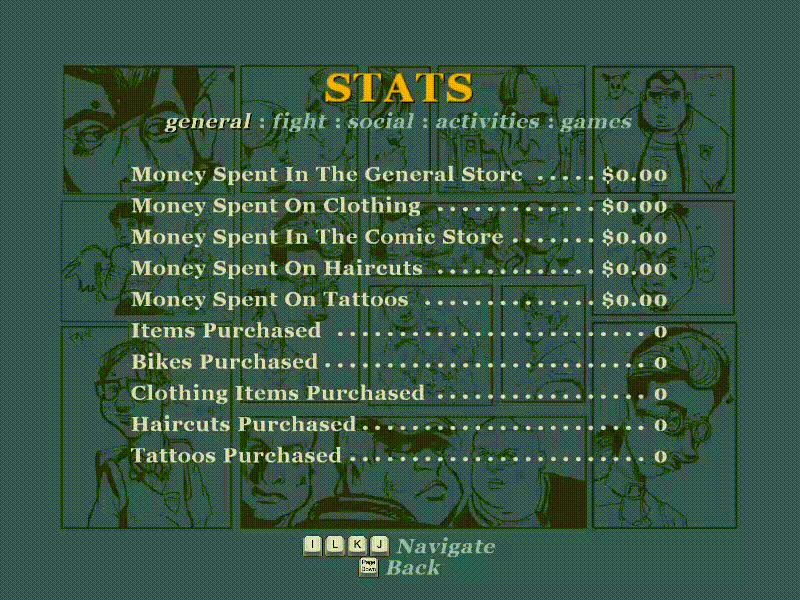 STATS
general : fight : social : activities : games
Money Spent In The General Store ..... $0.00
Money Spent On Clothing ............. $0.00
Money Spent In The Comic Store ....... $0.00
Money Spent On Haircuts ............. $0.00
Money Spent On Tattoos .............. $0.00
Items Purchased ......................... 0
Bikes Purchased .......................... 0
Clothing Items Purchased ................. 0
Haircuts Purchased ....................... 0
Tattoos Purchased ........................ 0
I L K J Navigate
Page Down Back